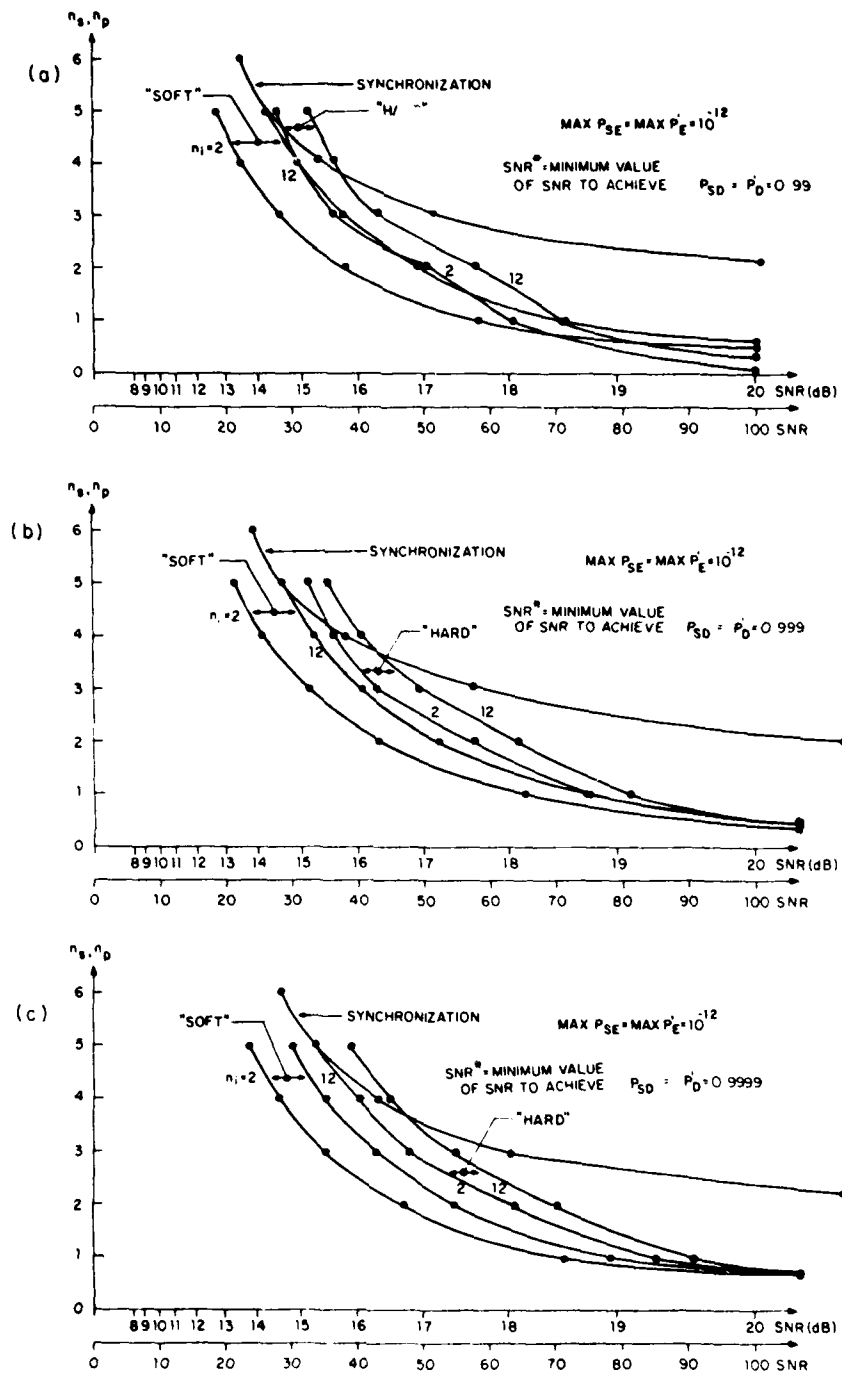 n_s, n_p
(a)
6
5
4
3
2
1
0
SYNCHRONIZATION
"SOFT"
n_i=2
12
2
12
MAX P_SE = MAX P'_E = 10^-12
SNR* = MINIMUM VALUE
OF SNR TO ACHIEVE P_SD = P'_D = 0.99
8 9 10 11 12 13 14 15 16 17 18 19 20 SNR (dB)
0 10 20 30 40 50 60 70 80 90 100 SNR
n_s, n_p
(b)
6
5
4
3
2
1
0
SYNCHRONIZATION
"SOFT"
n_i=2
12
"HARD"
2
12
MAX P_SE = MAX P'_E = 10^-12
SNR* = MINIMUM VALUE
OF SNR TO ACHIEVE P_SD = P'_D = 0.999
8 9 10 11 12 13 14 15 16 17 18 19 20 SNR (dB)
0 10 20 30 40 50 60 70 80 90 100 SNR
n_s, n_p
(c)
6
5
4
3
2
1
0
SYNCHRONIZATION
"SOFT"
n_i=2
12
"HARD"
2
12
MAX P_SE = MAX P'_E = 10^-12
SNR* = MINIMUM VALUE
OF SNR TO ACHIEVE P_SD = P'_D = 0.9999
8 9 10 11 12 13 14 15 16 17 18 19 20 SNR (dB)
0 10 20 30 40 50 60 70 80 90 100 SNR